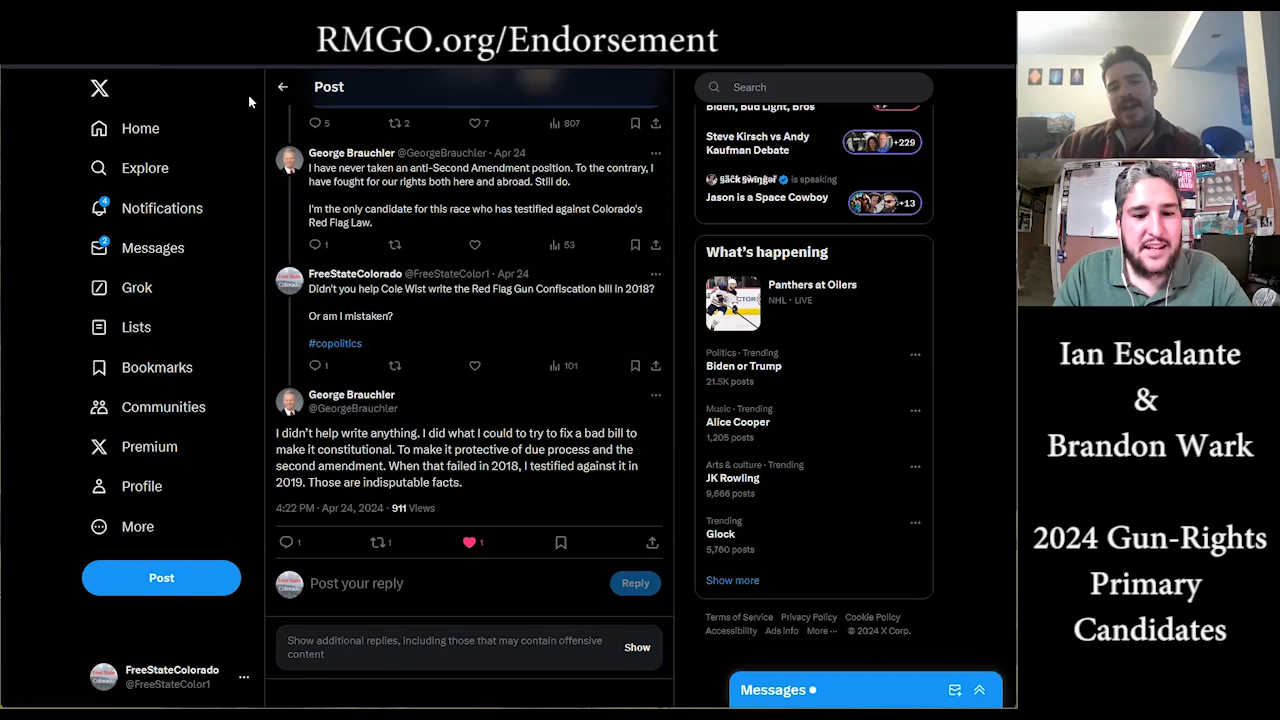 RMGO.org/Endorsement
Home
Explore
4
Notifications
2
Messages
Grok
Lists
Bookmarks
Communities
Premium
Profile
More
Post
FreeStateColorado
@FreeStateColor1
Post
5 2 7 807
George Brauchler @GeorgeBrauchler · Apr 24
I have never taken an anti-Second Amendment position. To the contrary, I
have fought for our rights both here and abroad. Still do.
I'm the only candidate for this race who has testified against Colorado's
Red Flag Law.
1 53
FreeStateColorado @FreeStateColor1 · Apr 24
Didn't you help Cole Wist write the Red Flag Gun Confiscation bill in 2018?
Or am I mistaken?
#copolitics
1 101
George Brauchler
@GeorgeBrauchler
I didn't help write anything. I did what I could to try to fix a bad bill to
make it constitutional. To make it protective of due process and the
second amendment. When that failed in 2018, I testified against it in
2019. Those are indisputable facts.
4:22 PM · Apr 24, 2024 · 911 Views
1 1 1
Post your reply
Reply
Show additional replies, including those that may contain offensive
content
Show
Search
Biden, Bud Light, Bros
Steve Kirsch vs Andy
Kaufman Debate
+229
is speaking
Jason is a Space Cowboy
+13
What's happening
Panthers at Oilers
NHL · LIVE
Politics · Trending
Biden or Trump
21.5K posts
Music · Trending
Alice Cooper
1,205 posts
Arts & culture · Trending
JK Rowling
9,666 posts
Trending
Glock
5,760 posts
Show more
Terms of Service Privacy Policy Cookie Policy
Accessibility Ads info More ··· © 2024 X Corp.
Messages
Ian Escalante
&
Brandon Wark
2024 Gun-Rights
Primary
Candidates